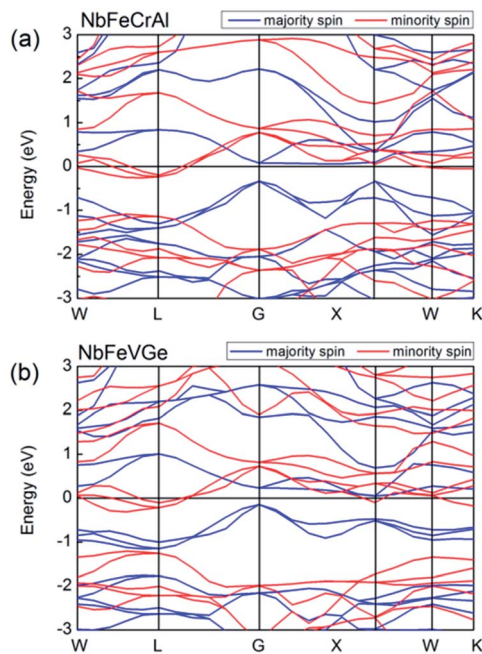 (a) NbFeCrAl
majority spin minority spin
3
2
1
0
-1
-2
-3
Energy (eV)
W L G X W K
(b) NbFeVGe
majority spin minority spin
3
2
1
0
-1
-2
-3
Energy (eV)
W L G X W K